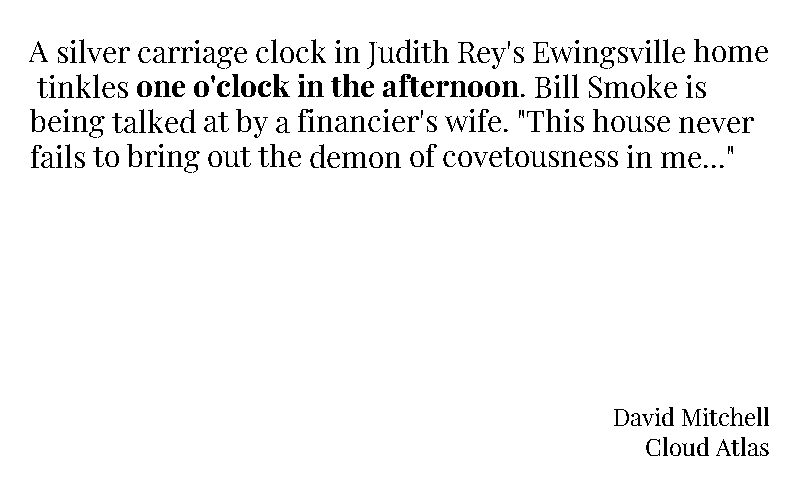 A silver carriage clock in Judith Rey's Ewingsville home
tinkles one o'clock in the afternoon. Bill Smoke is
being talked at by a financier's wife. "This house never
fails to bring out the demon of covetousness in me..."
David Mitchell
Cloud Atlas